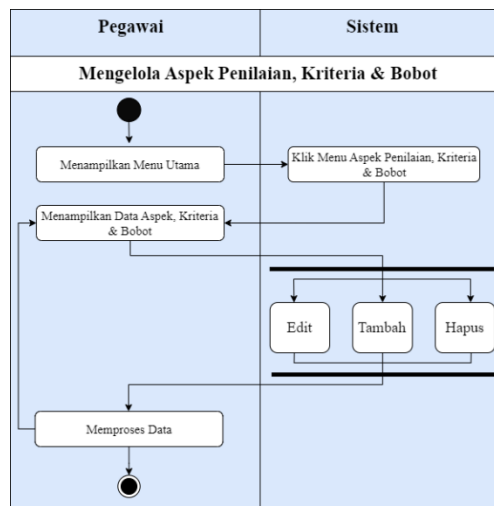 Pegawai
Sistem
Mengelola Aspek Penilaian, Kriteria & Bobot
Menampilkan Menu Utama
Klik Menu Aspek Penilaian, Kriteria
& Bobot
Menampilkan Data Aspek, Kriteria
& Bobot
Edit
Tambah
Hapus
Memproses Data